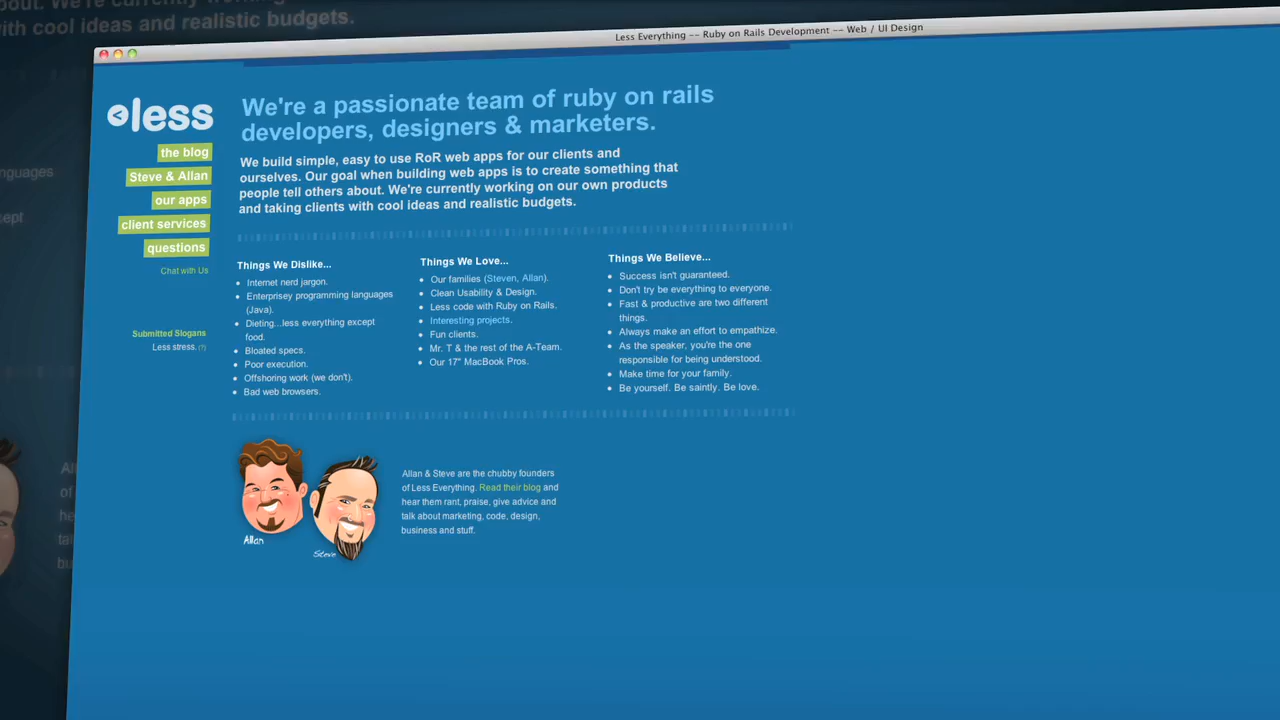 bout. We're currently working
with cool ideas and realistic budgets.
Less Everything -- Ruby on Rails Development -- Web / UI Design
less
the blog
Steve & Allan
our apps
client services
questions
Chat with Us
Submitted Slogans
Less stress. (?)
We're a passionate team of ruby on rails
developers, designers & marketers.
We build simple, easy to use RoR web apps for our clients and
ourselves. Our goal when building web apps is to create something that
people tell others about. We're currently working on our own products
and taking clients with cool ideas and realistic budgets.
Things We Dislike...
Internet nerd jargon.
Enterprisey programming languages
(Java).
Dieting...less everything except
food.
Bloated specs.
Poor execution.
Offshoring work (we don't).
Bad web browsers.
Things We Love...
Our families (Steven, Allan).
Clean Usability & Design.
Less code with Ruby on Rails.
Interesting projects.
Fun clients.
Mr. T & the rest of the A-Team.
Our 17" MacBook Pros.
Things We Believe...
Success isn't guaranteed.
Don't try be everything to everyone.
Fast & productive are two different
things.
Always make an effort to empathize.
As the speaker, you're the one
responsible for being understood.
Make time for your family.
Be yourself. Be saintly. Be love.
Allan
Steve
Allan & Steve are the chubby founders
of Less Everything. Read their blog and
hear them rant, praise, give advice and
talk about marketing, code, design,
business and stuff.